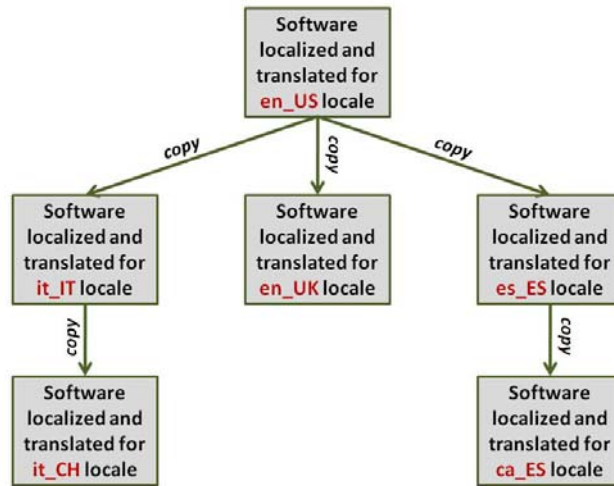 Software
localized and
translated for
en_US locale
copy
copy
copy
Software
localized and
translated for
it_IT locale
Software
localized and
translated for
en_UK locale
Software
localized and
translated for
es_ES locale
copy
copy
Software
localized and
translated for
it_CH locale
Software
localized and
translated for
ca_ES locale